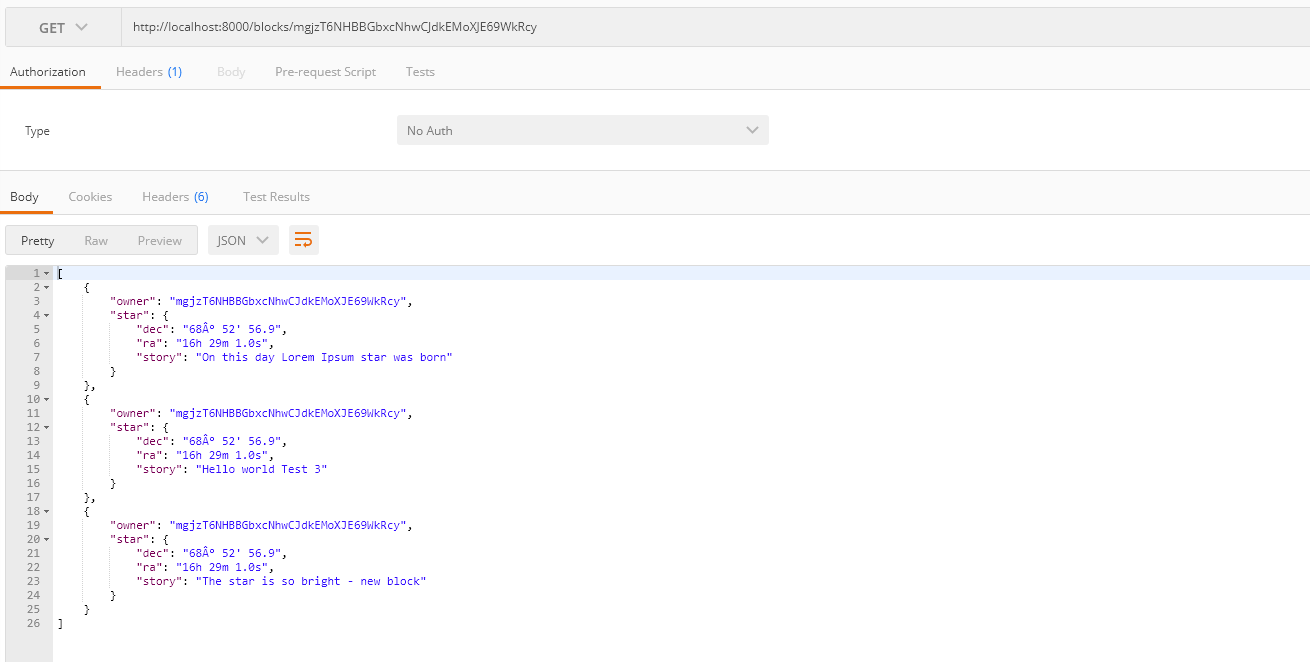 GET http://localhost:8000/blocks/mgjzT6NHBBGbxcNhwCJdkEMoXJE69WkRcy
Authorization Headers (1) Body Pre-request Script Tests
Type No Auth
Body Cookies Headers (6) Test Results
Pretty Raw Preview JSON
1 [
2 {
3 "owner": "mgjzT6NHBBGbxcNhwCJdkEMoXJE69WkRcy",
4 "star": {
5 "dec": "68Âº 52' 56.9",
6 "ra": "16h 29m 1.0s",
7 "story": "On this day Lorem Ipsum star was born"
8 }
9 },
10 {
11 "owner": "mgjzT6NHBBGbxcNhwCJdkEMoXJE69WkRcy",
12 "star": {
13 "dec": "68Âº 52' 56.9",
14 "ra": "16h 29m 1.0s",
15 "story": "Hello world Test 3"
16 }
17 },
18 {
19 "owner": "mgjzT6NHBBGbxcNhwCJdkEMoXJE69WkRcy",
20 "star": {
21 "dec": "68Âº 52' 56.9",
22 "ra": "16h 29m 1.0s",
23 "story": "The star is so bright - new block"
24 }
25 }
26 ]